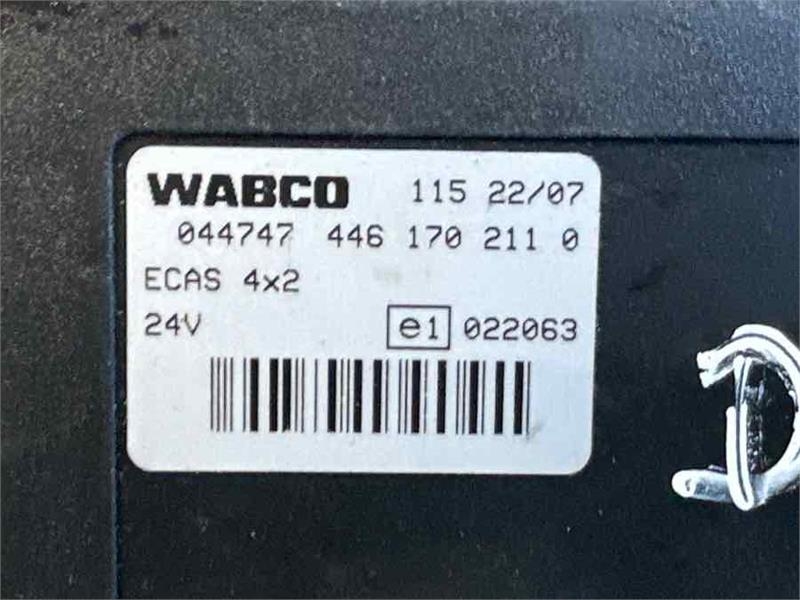 WABCO 115 22/07
044747 446 170 211 0
ECAS 4x2
24V e1 022063
D